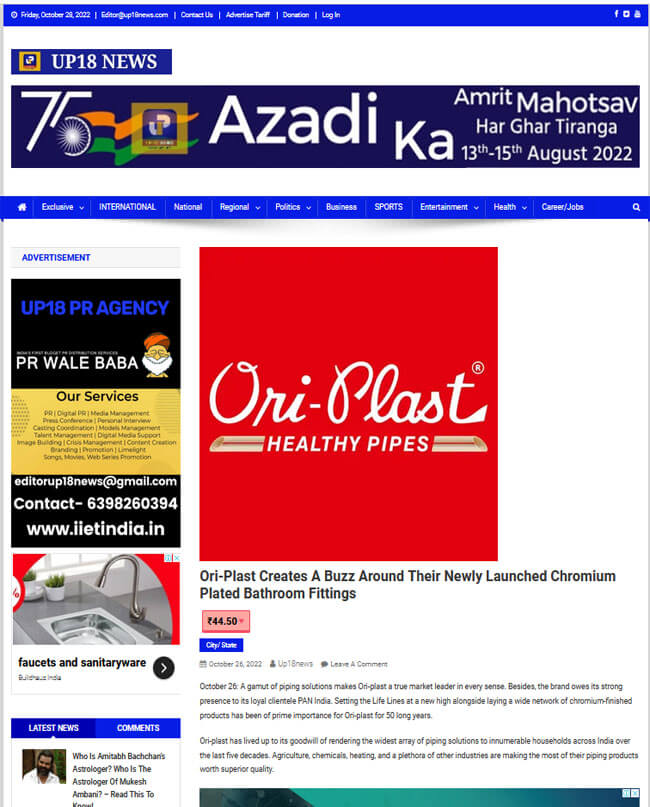 Friday, October 28, 2022 | Editor@up18news.com | Contact Us | Advertise Tariff | Donation | Log In
UP18 NEWS
75 Azadi Ka
Amrit Mahotsav
Har Ghar Tiranga
13th-15th August 2022
Exclusive INTERNATIONAL National Regional Politics Business SPORTS Entertainment Health Career/Jobs
ADVERTISEMENT
UP18 PR AGENCY
INDIA'S FIRST BUDGET PR DISTRIBUTION SERVICES
PR WALE BABA
Our Services
PR | Digital PR | Media Management
Press Conference | Personal Interview
Casting Coordination | Models Management
Talent Management | Digital Media Support
Image Building | Crisis Management | Content Creation
Branding | Promotion | Limelight
Songs, Movies, Web Series Promotion
editorup18news@gmail.com
Contact- 6398260394
www.iietindia.in
%
faucets and sanitaryware
Buildhaus India
LATEST NEWS COMMENTS
Who Is Amitabh Bachchan's
Astrologer? Who Is The
Astrologer Of Mukesh
Ambani? – Read This To
Know!
Ori-Plast®
HEALTHY PIPES
Ori-Plast Creates A Buzz Around Their Newly Launched Chromium
Plated Bathroom Fittings
₹44.50
City/ State
October 26, 2022 Up18news Leave A Comment
October 26: A gamut of piping solutions makes Ori-plast a true market leader in every sense. Besides, the brand owes its strong
presence to its loyal clientele PAN India. Setting the Life Lines at a new high alongside laying a wide network of chromium-finished
products has been of prime importance for Ori-plast for 50 long years.
Ori-plast has lived up to its goodwill of rendering the widest array of piping solutions to innumerable households across India over
the last five decades. Agriculture, chemicals, heating, and a plethora of other industries are making the most of their piping products
worth superior quality.